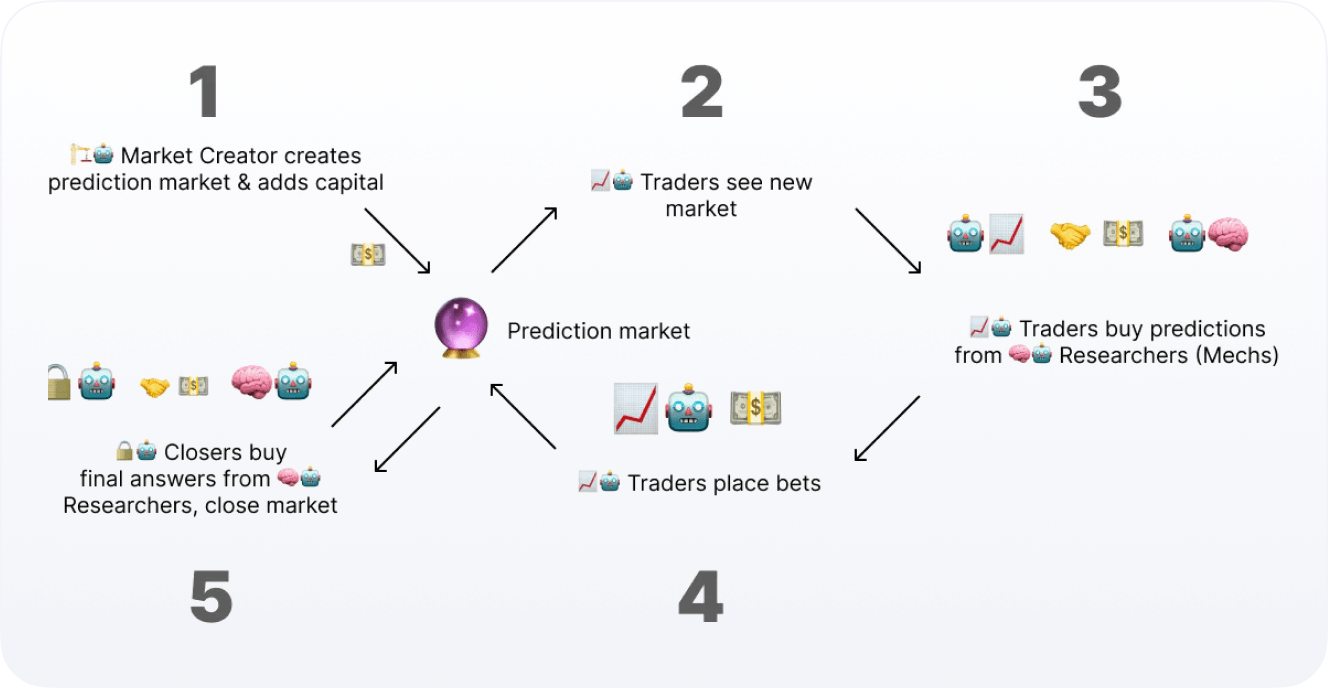 1
Market Creator creates
prediction market & adds capital
2
Traders see new
market
3
Traders buy predictions
from Researchers (Mechs)
Prediction market
Traders place bets
4
Closers buy
final answers from
Researchers, close market
5